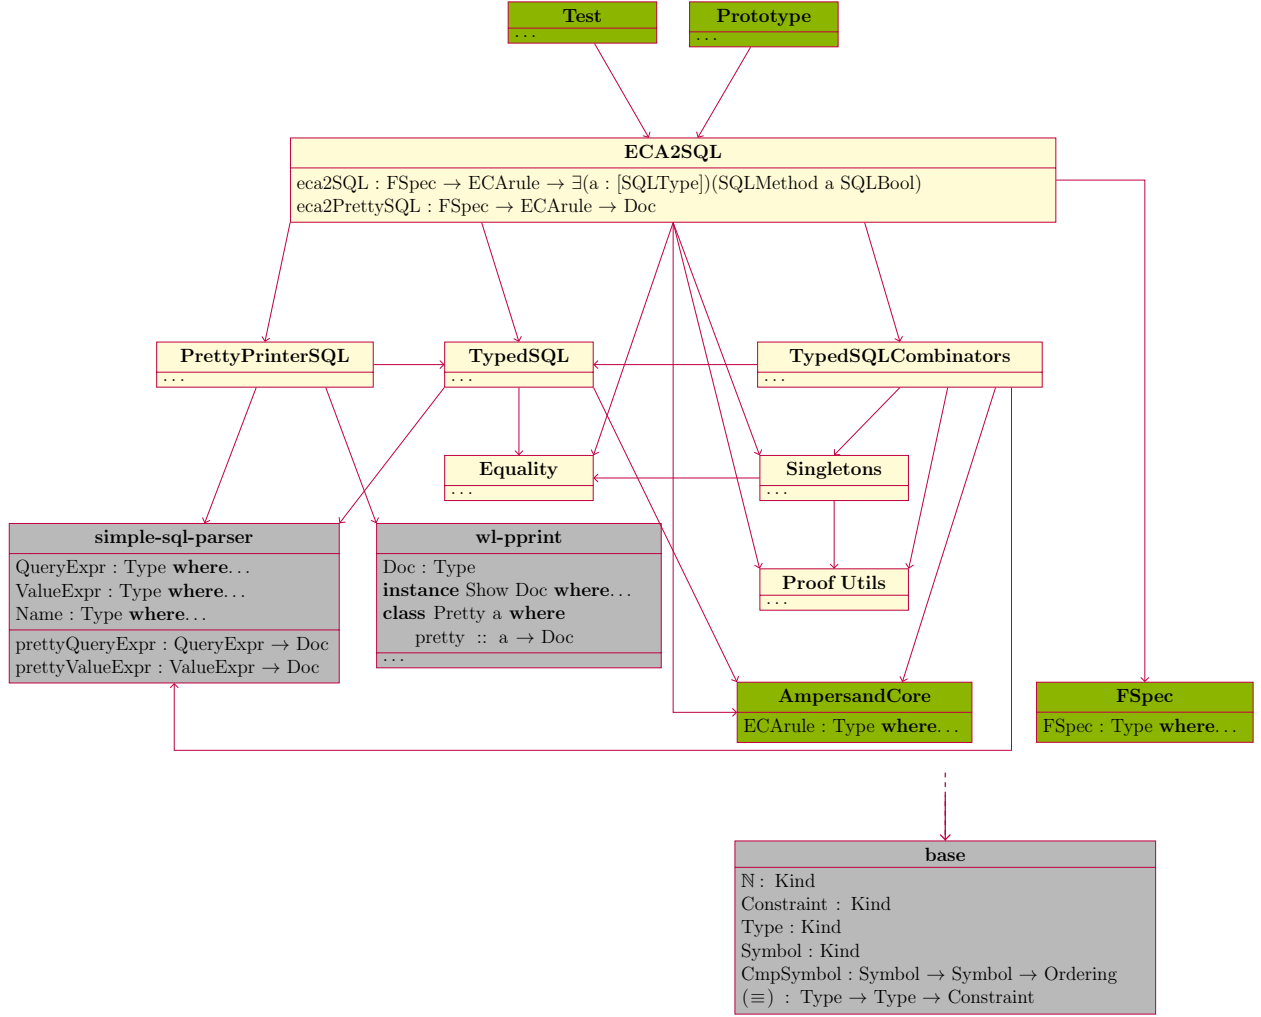 Test
. . .
Prototype
. . .
ECA2SQL
eca2SQL : FSpec → ECArule → ∃(a : [SQLType])(SQLMethod a SQLBool)
eca2PrettySQL : FSpec → ECArule → Doc
PrettyPrinterSQL
. . .
TypedSQL
. . .
TypedSQLCombinators
. . .
Equality
. . .
Singletons
. . .
simple-sql-parser
QueryExpr : Type where. . .
ValueExpr : Type where. . .
Name : Type where. . .
prettyQueryExpr : QueryExpr → Doc
prettyValueExpr : ValueExpr → Doc
wl-pprint
Doc : Type
instance Show Doc where. . .
class Pretty a where
pretty :: a → Doc
. . .
Proof Utils
. . .
AmpersandCore
ECArule : Type where. . .
FSpec
FSpec : Type where. . .
base
ℕ : Kind
Constraint : Kind
Type : Kind
Symbol : Kind
CmpSymbol : Symbol → Symbol → Ordering
(≡) : Type → Type → Constraint